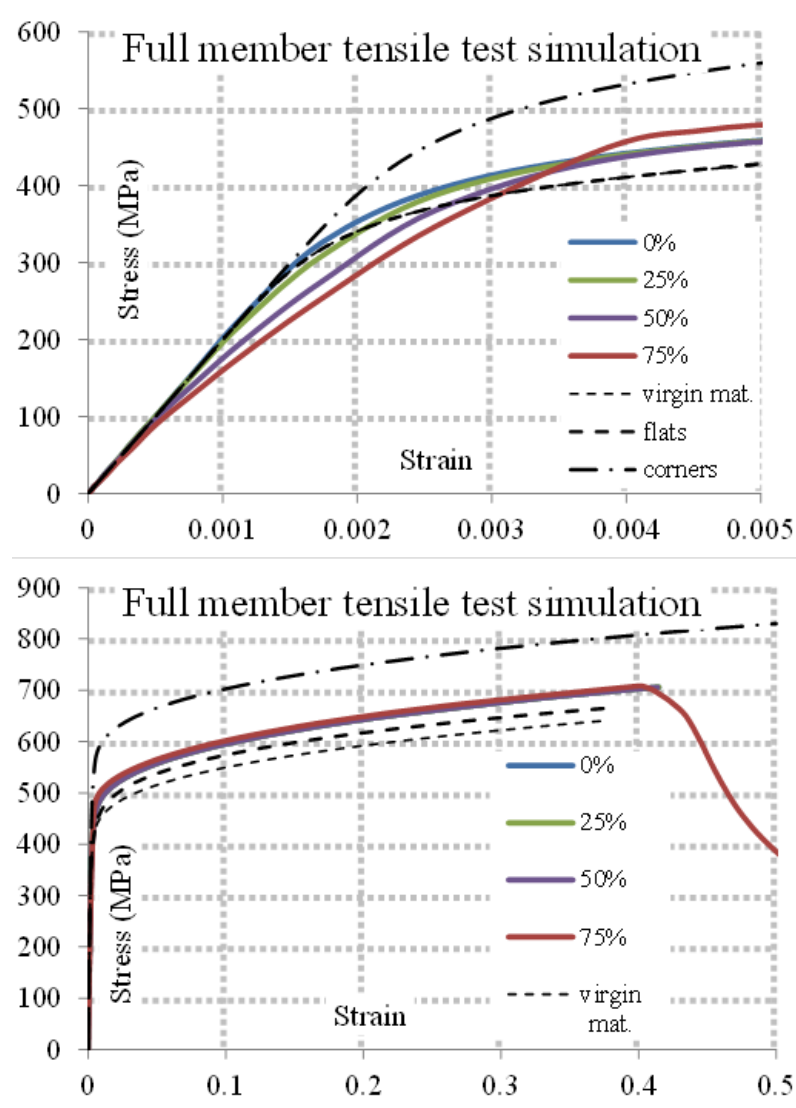 Full member tensile test simulation
600
500
400
300
200
100
0
Stress (MPa)
0%
25%
50%
75%
virgin mat.
flats
corners
Strain
0 0.001 0.002 0.003 0.004 0.005
Full member tensile test simulation
900
800
700
600
500
400
300
200
100
0
Stress (MPa)
0%
25%
50%
75%
virgin
mat.
Strain
0 0.1 0.2 0.3 0.4 0.5